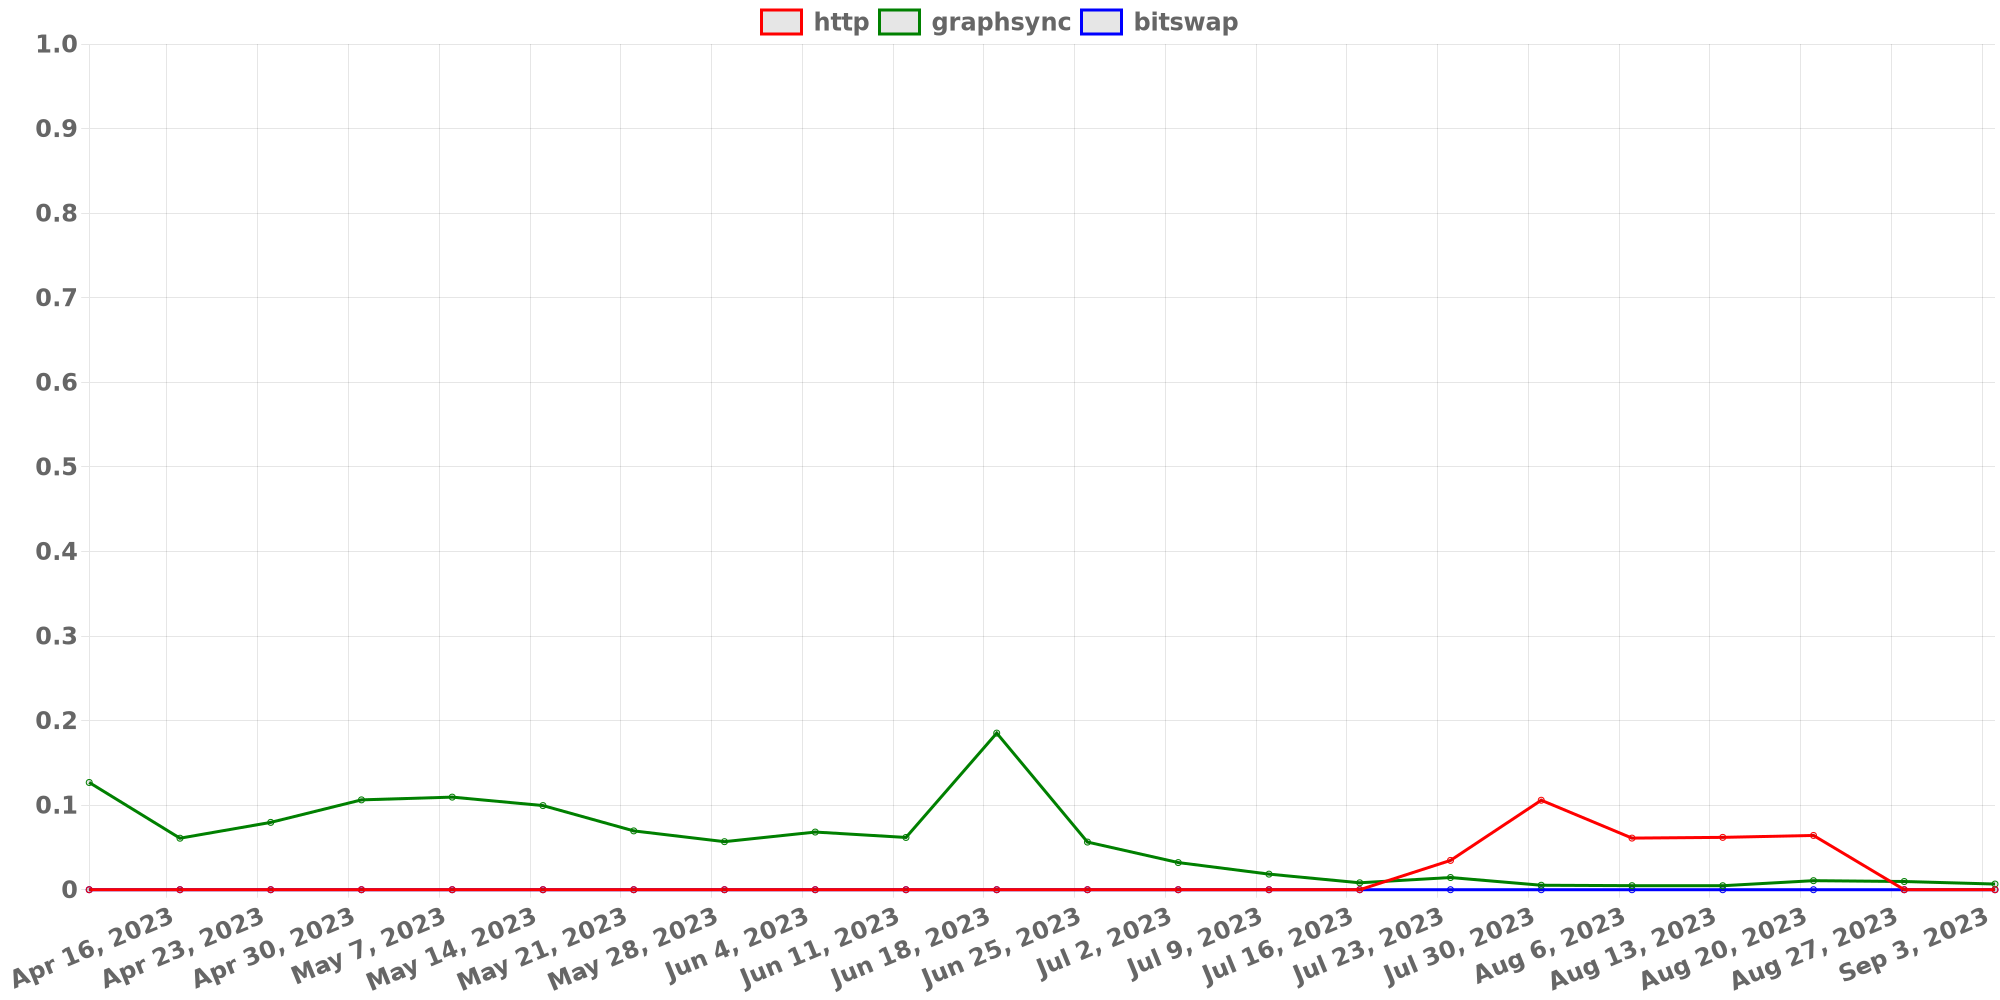 http graphsync bitswap
1.0
0.9
0.8
0.7
0.6
0.5
0.4
0.3
0.2
0.1
0
Apr 16, 2023
Apr 23, 2023
Apr 30, 2023
May 7, 2023
May 14, 2023
May 21, 2023
May 28, 2023
Jun 4, 2023
Jun 11, 2023
Jun 18, 2023
Jun 25, 2023
Jul 2, 2023
Jul 9, 2023
Jul 16, 2023
Jul 23, 2023
Jul 30, 2023
Aug 6, 2023
Aug 13, 2023
Aug 20, 2023
Aug 27, 2023
Sep 3, 2023